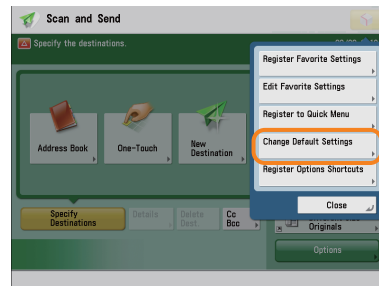 Scan and Send
Specify the destinations.
Register Favorite Settings
Edit Favorite Settings
Register to Quick Menu
Change Default Settings
Register Options Shortcuts
Close
Address Book
One-Touch
New
Destination
Specify
Destinations
Details
Delete
Dest.
Cc
Bcc
Originals
Options